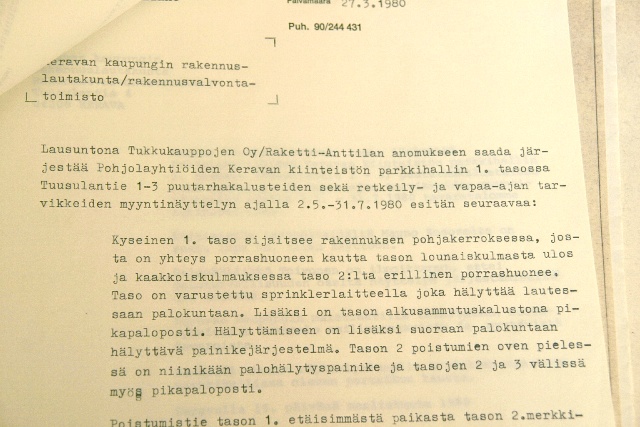 Päivämäärä 27.3.1980
Puh. 90/244 431
Keravan kaupungin rakennus-
lautakunta/rakennusvalvonta-
toimisto
Lausuntona Tukkukauppojen Oy/Raketti-Anttilan anomukseen saada jär-
jestää Pohjolayhtiöiden Keravan kiinteistön parkkihallin 1. tasossa
Tuusulantie 1-3 puutarhakalusteiden sekä retkeily- ja vapaa-ajan tar-
vikkeiden myyntinäyttelyn ajalla 2.5.-31.7.1980 esitän seuraavaa:
Kyseinen 1. taso sijaitsee rakennuksen pohjakerroksessa, jos-
ta on yhteys porrashuoneen kautta tason lounaiskulmasta ulos
ja kaakkoiskulmauksessa taso 2:lta erillinen porrashuonee.
Taso on varustettu sprinklerlaitteella joka hälyttää lautes-
saan palokuntaan. Lisäksi on tason alkusammutuskalustona pi-
kapaloposti. Hälyttämiseen on lisäksi suoraan palokuntaan
hälyttävä painikejärjestelmä. Tason 2 poistumien oven pieles-
sä on niinikään palohälytyspainike ja tasojen 2 ja 3 välissä
myös pikapaloposti.
Poistumistie tason 1. etäisimmästä paikasta tason 2.merkki-